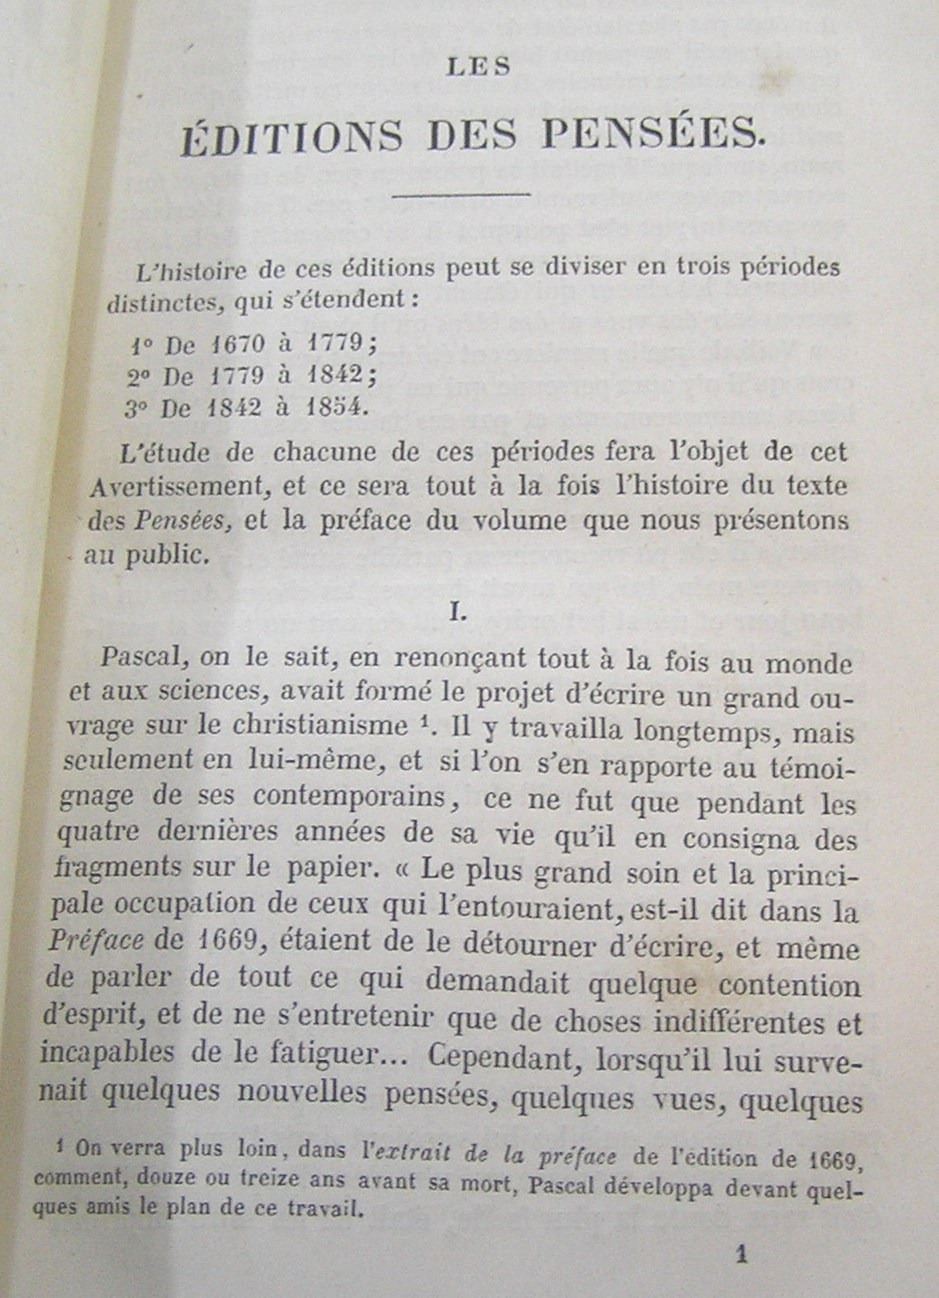 LES
ÉDITIONS DES PENSÉES.
L'histoire de ces éditions peut se diviser en trois périodes
distinctes, qui s'étendent :
1º De 1670 à 1779 ;
2º De 1779 à 1842 ;
3º De 1842 à 1854.
L'étude de chacune de ces périodes fera l'objet de cet
Avertissement, et ce sera tout à la fois l'histoire du texte
des Pensées, et la préface du volume que nous présentons
au public.
I.
Pascal, on le sait, en renonçant tout à la fois au monde
et aux sciences, avait formé le projet d'écrire un grand ou-
vrage sur le christianisme ¹. Il y travailla longtemps, mais
seulement en lui-même, et si l'on s'en rapporte au témoi-
gnage de ses contemporains, ce ne fut que pendant les
quatre dernières années de sa vie qu'il en consigna des
fragments sur le papier. « Le plus grand soin et la princi-
pale occupation de ceux qui l'entouraient, est-il dit dans la
Préface de 1669, étaient de le détourner d'écrire, et même
de parler de tout ce qui demandait quelque contention
d'esprit, et de ne s'entretenir que de choses indifférentes et
incapables de le fatiguer... Cependant, lorsqu'il lui surve-
nait quelques nouvelles pensées, quelques vues, quelques
¹ On verra plus loin, dans l'extrait de la préface de l'édition de 1669,
comment, douze ou treize ans avant sa mort, Pascal développa devant quel-
ques amis le plan de ce travail.
1